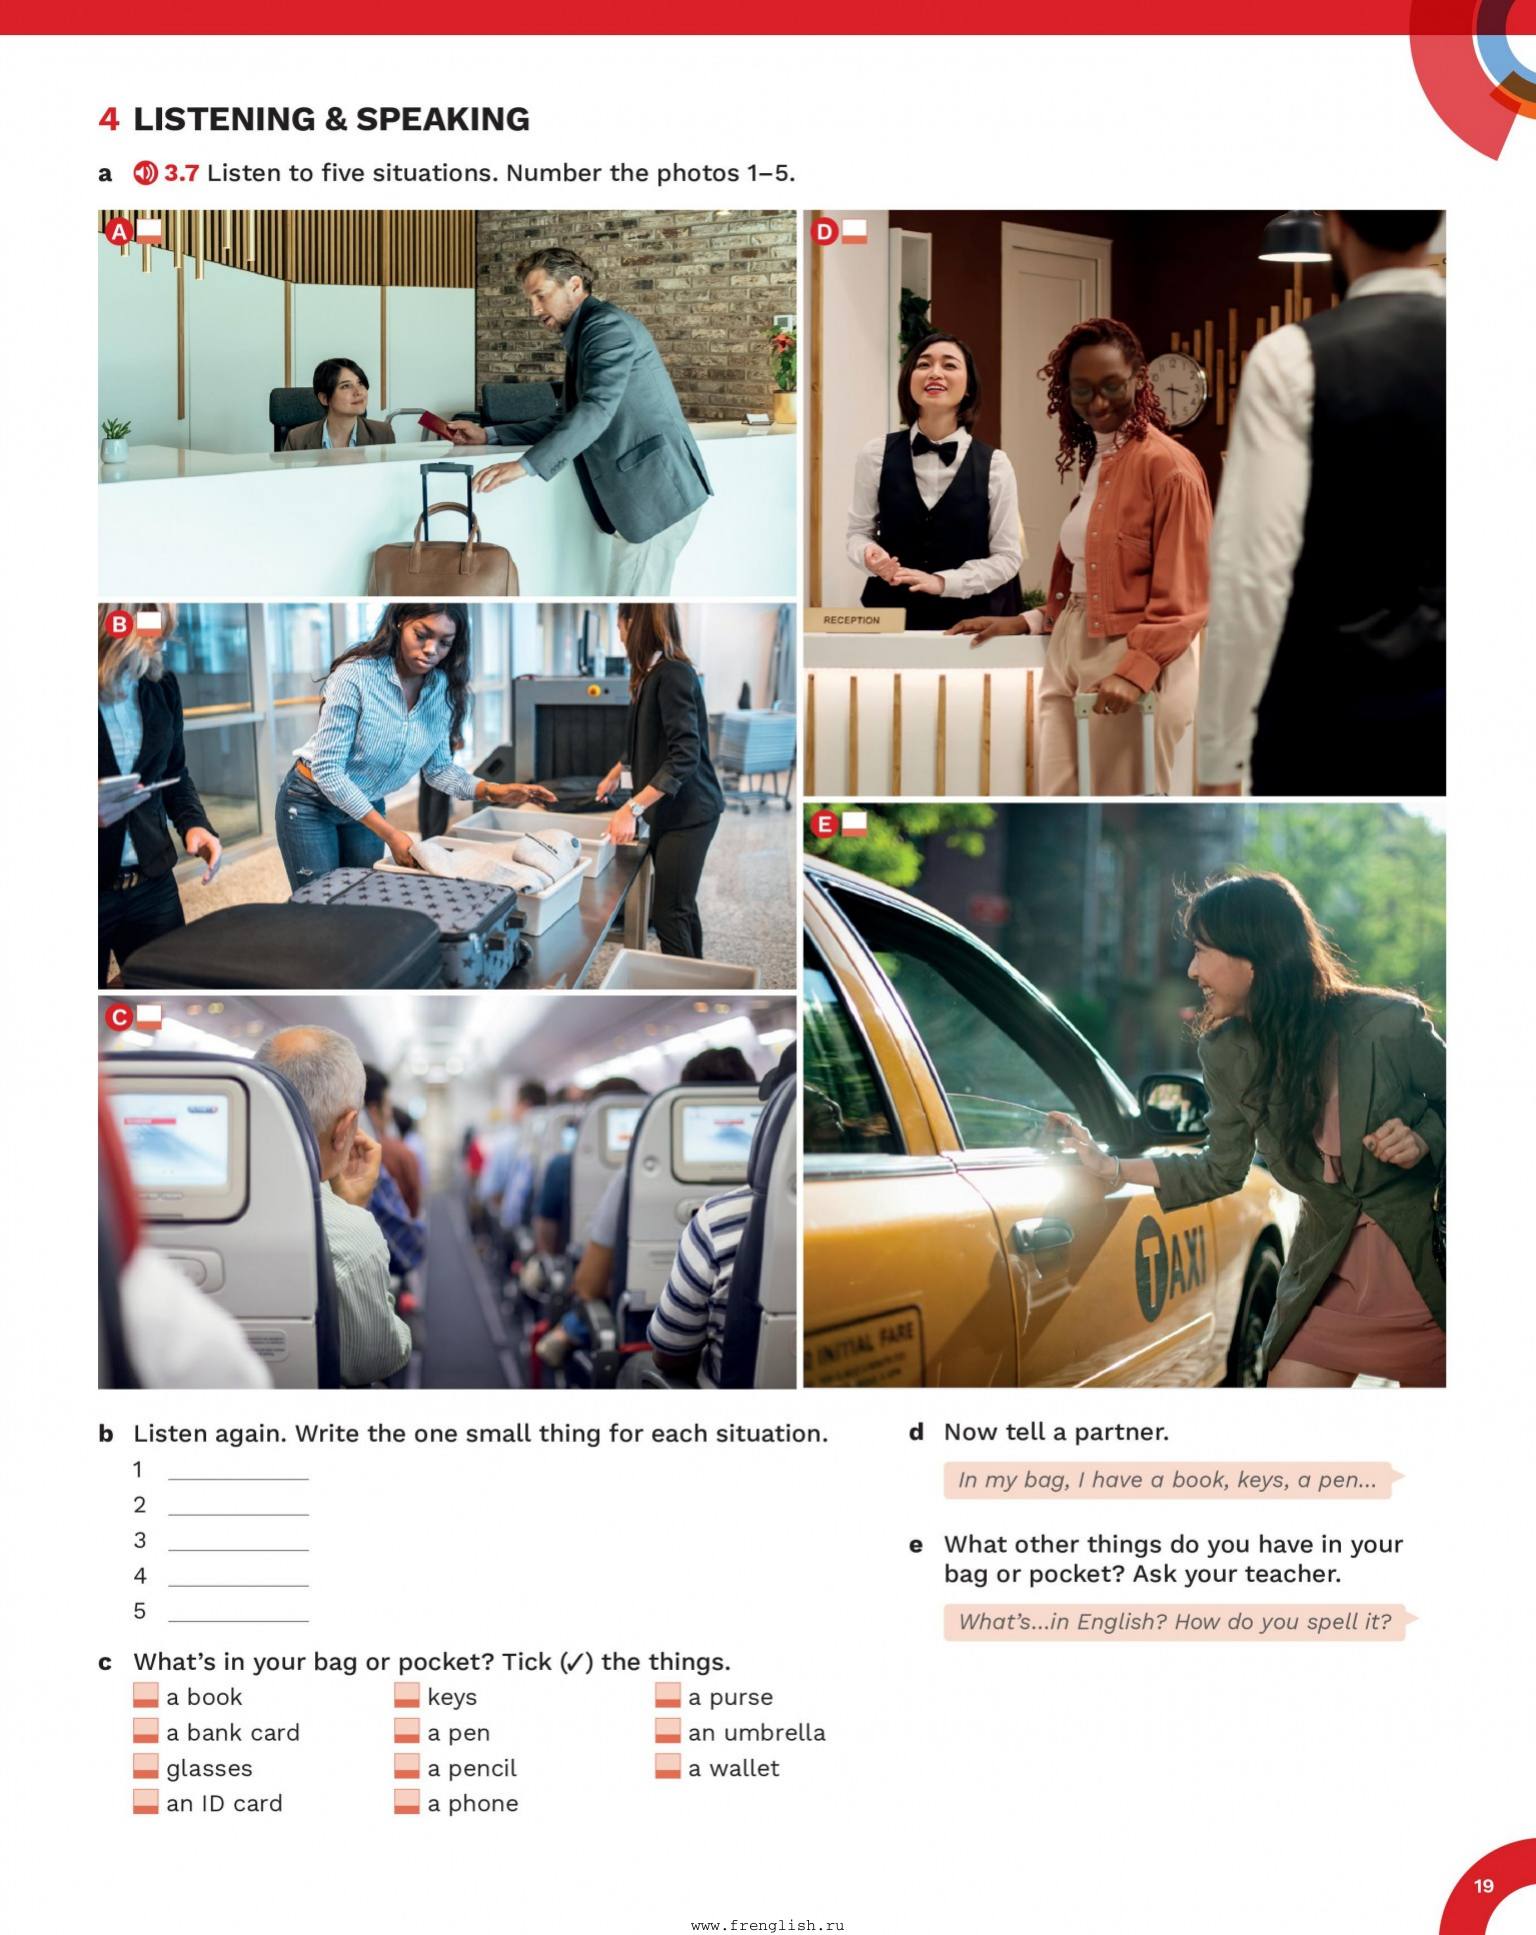 4 LISTENING & SPEAKING
a 3.7 Listen to five situations. Number the photos 1–5.
A
D
RECEPTION
B
E
C
TAXI
INITIAL FARE
b Listen again. Write the one small thing for each situation.
1
2
3
4
5
c What's in your bag or pocket? Tick (✓) the things.
a book
a bank card
glasses
an ID card
keys
a pen
a pencil
a phone
a purse
an umbrella
a wallet
d Now tell a partner.
In my bag, I have a book, keys, a pen...
e What other things do you have in your
bag or pocket? Ask your teacher.
What's...in English? How do you spell it?
19
www.frenglish.ru